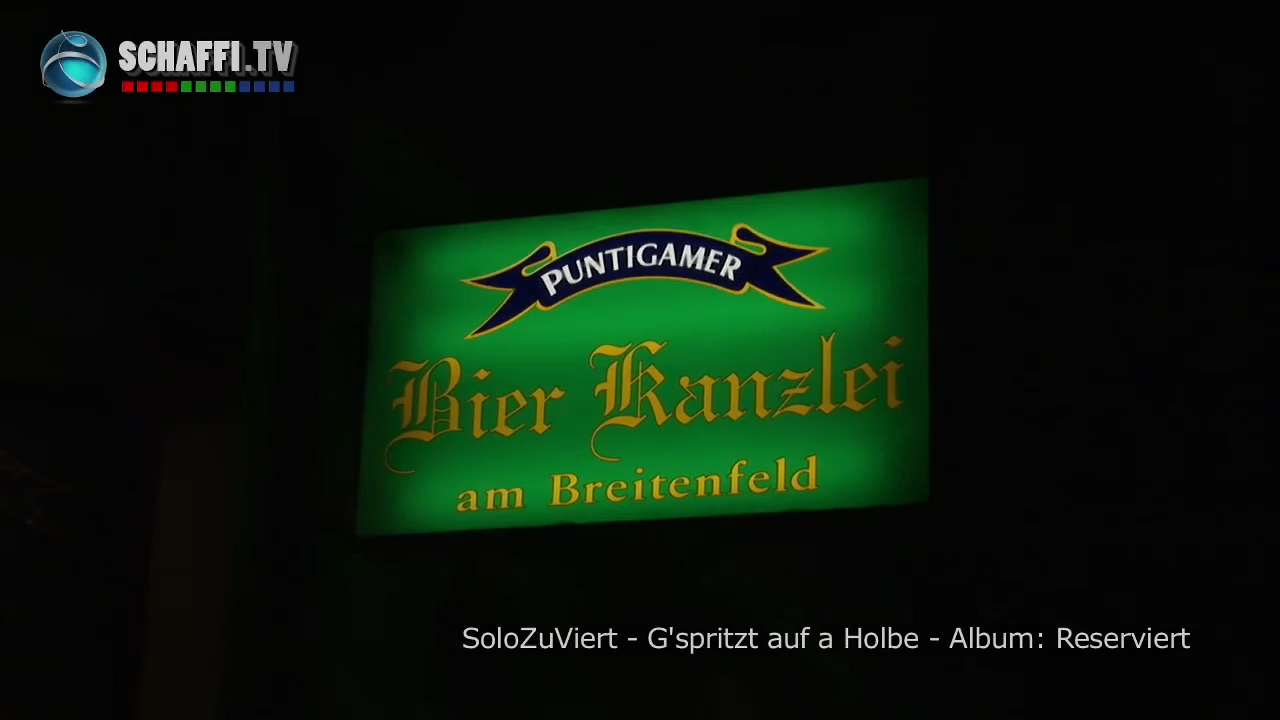 SCHAFFI.TV
PUNTIGAMER
Bier Kanzlei
am Breitenfeld
SoloZuViert - G'spritzt auf a Holbe - Album: Reserviert